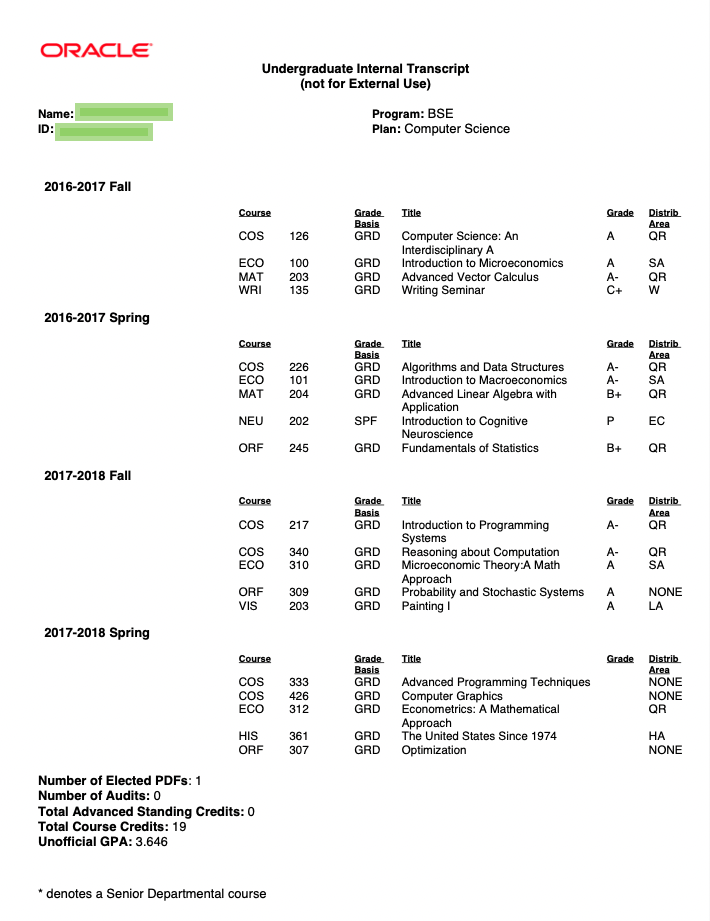 ORACLE
Undergraduate Internal Transcript
(not for External Use)
Name: Program: BSE
ID: Plan: Computer Science
2016-2017 Fall
Course Grade Basis Title Grade Distrib Area
COS 126 GRD Computer Science: An Interdisciplinary A A QR
ECO 100 GRD Introduction to Microeconomics A SA
MAT 203 GRD Advanced Vector Calculus A- QR
WRI 135 GRD Writing Seminar C+ W
2016-2017 Spring
Course Grade Basis Title Grade Distrib Area
COS 226 GRD Algorithms and Data Structures A- QR
ECO 101 GRD Introduction to Macroeconomics A- SA
MAT 204 GRD Advanced Linear Algebra with Application B+ QR
NEU 202 SPF Introduction to Cognitive Neuroscience P EC
ORF 245 GRD Fundamentals of Statistics B+ QR
2017-2018 Fall
Course Grade Basis Title Grade Distrib Area
COS 217 GRD Introduction to Programming Systems A- QR
COS 340 GRD Reasoning about Computation A- QR
ECO 310 GRD Microeconomic Theory:A Math Approach A SA
ORF 309 GRD Probability and Stochastic Systems A NONE
VIS 203 GRD Painting I A LA
2017-2018 Spring
Course Grade Basis Title Grade Distrib Area
COS 333 GRD Advanced Programming Techniques NONE
COS 426 GRD Computer Graphics NONE
ECO 312 GRD Econometrics: A Mathematical Approach QR
HIS 361 GRD The United States Since 1974 HA
ORF 307 GRD Optimization NONE
Number of Elected PDFs: 1
Number of Audits: 0
Total Advanced Standing Credits: 0
Total Course Credits: 19
Unofficial GPA: 3.646
* denotes a Senior Departmental course